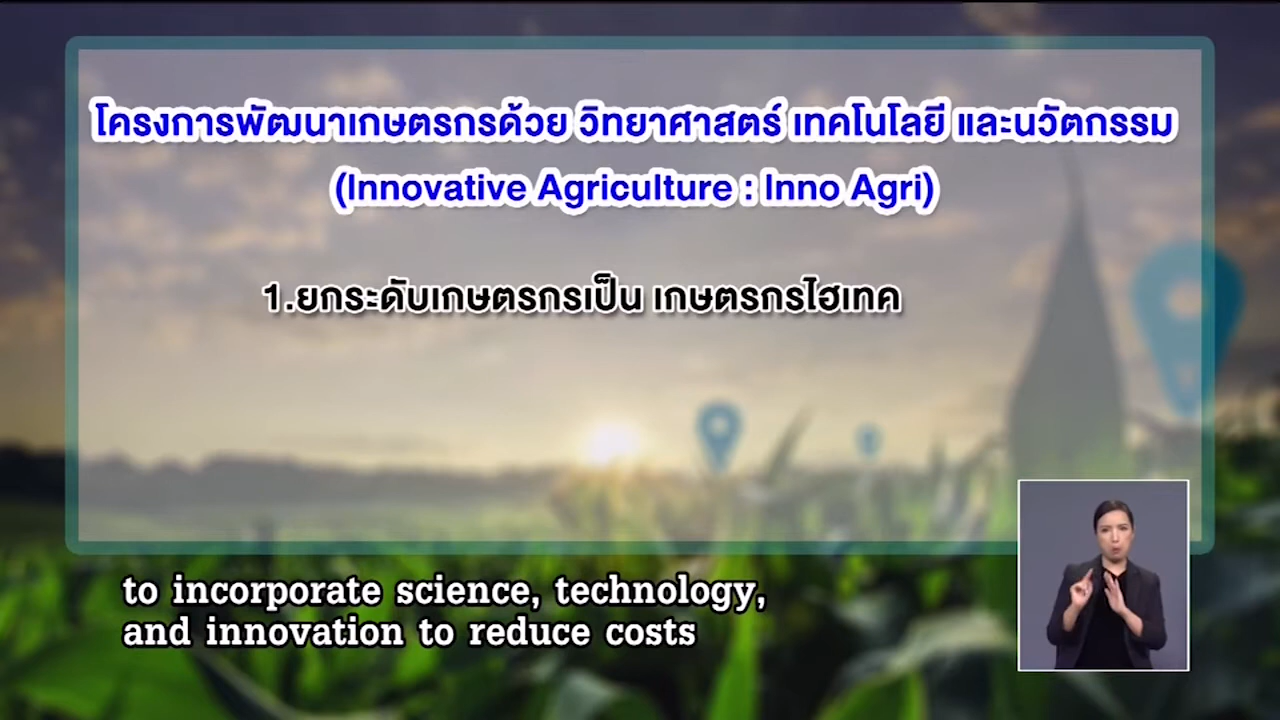 โครงการพัฒนาเกษตรกรด้วย วิทยาศาสตร์ เทคโนโลยี และนวัตกรรม
(Innovative Agriculture : Inno Agri)
1.ยกระดับเกษตรกรเป็น เกษตรกรไฮเทค
to incorporate science, technology,
and innovation to reduce costs